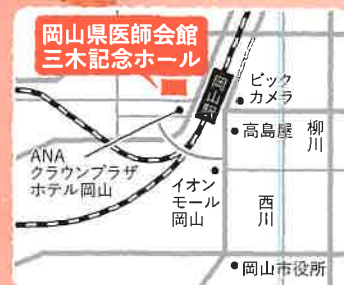 岡山県医師会館
三木記念ホール
岡山駅
ビック
カメラ
高島屋
柳川
ANA
クラウンプラザ
ホテル岡山
イオン
モール
岡山
西川
岡山市役所